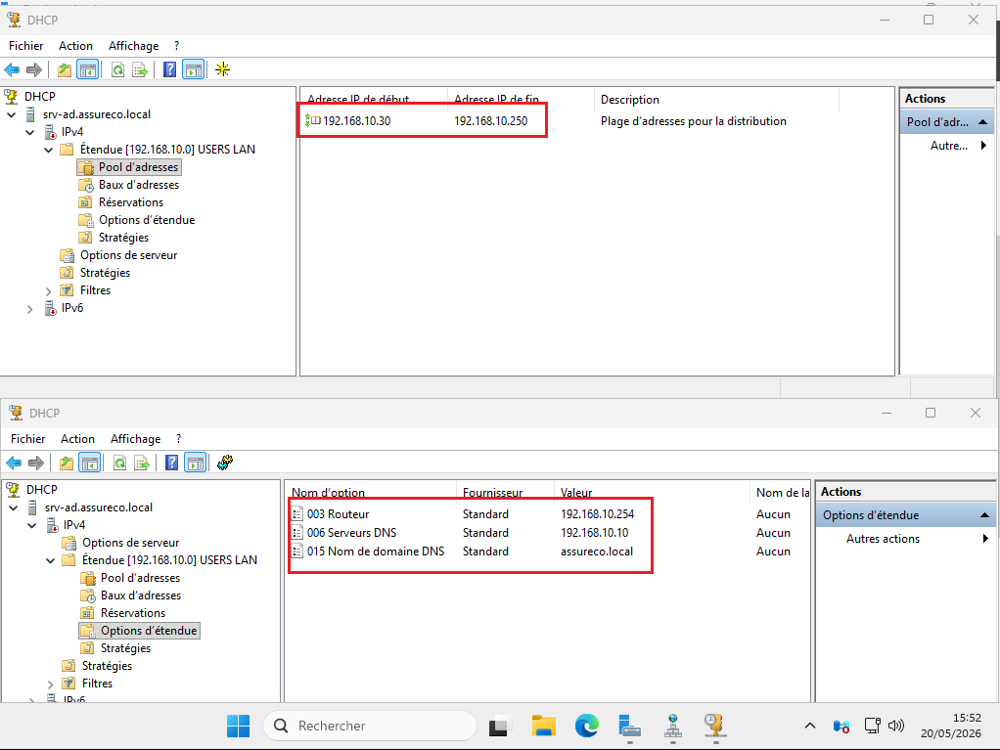 DHCP
Fichier Action Affichage ?
DHCP
srv-ad.assureco.local
IPv4
Étendue [192.168.10.0] USERS LAN
Pool d'adresses
Baux d'adresses
Réservations
Options d'étendue
Stratégies
Options de serveur
Stratégies
Filtres
IPv6
Adresse IP de début Adresse IP de fin Description
192.168.10.30 192.168.10.250 Plage d'adresses pour la distribution
Actions
Pool d'adr...
Autre...
DHCP
Fichier Action Affichage ?
DHCP
srv-ad.assureco.local
IPv4
Options de serveur
Étendue [192.168.10.0] USERS LAN
Pool d'adresses
Baux d'adresses
Réservations
Options d'étendue
Stratégies
Stratégies
Filtres
IPv6
Nom d'option Fournisseur Valeur Nom de la
003 Routeur Standard 192.168.10.254 Aucun
006 Serveurs DNS Standard 192.168.10.10 Aucun
015 Nom de domaine DNS Standard assureco.local Aucun
Actions
Options d'étendue
Autres actions
Rechercher
15:52
20/05/2026